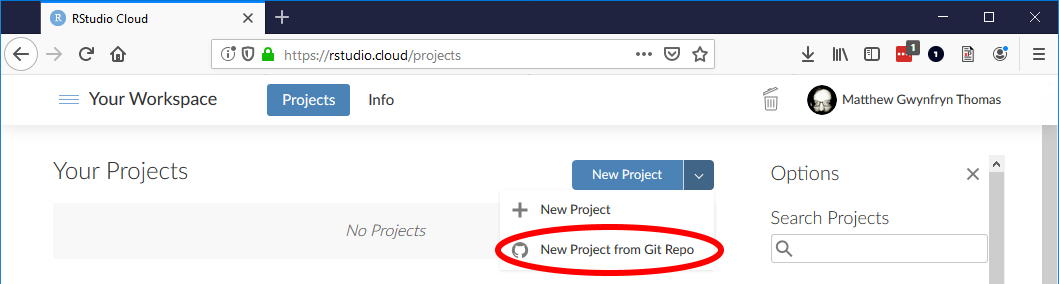 RStudio Cloud
https://rstudio.cloud/projects
1
1
Your Workspace
Projects
Info
Matthew Gwynfryn Thomas
Your Projects
New Project
Options
New Project
Search Projects
No Projects
New Project from Git Repo